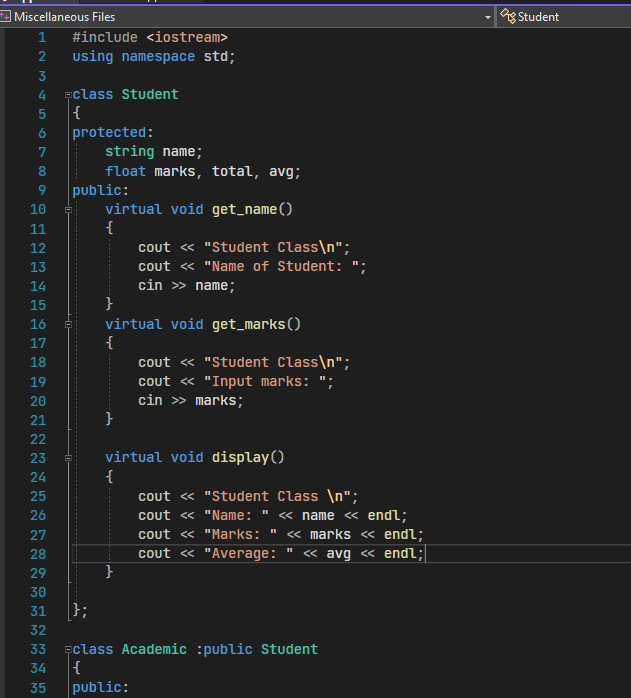 Miscellaneous Files Student
1 #include <iostream>
2 using namespace std;
3
4 class Student
5 {
6 protected:
7 string name;
8 float marks, total, avg;
9 public:
10 virtual void get_name()
11 {
12 cout << "Student Class\n";
13 cout << "Name of Student: ";
14 cin >> name;
15 }
16 virtual void get_marks()
17 {
18 cout << "Student Class\n";
19 cout << "Input marks: ";
20 cin >> marks;
21 }
22
23 virtual void display()
24 {
25 cout << "Student Class \n";
26 cout << "Name: " << name << endl;
27 cout << "Marks: " << marks << endl;
28 cout << "Average: " << avg << endl;
29 }
30
31 };
32
33 class Academic :public Student
34 {
35 public: